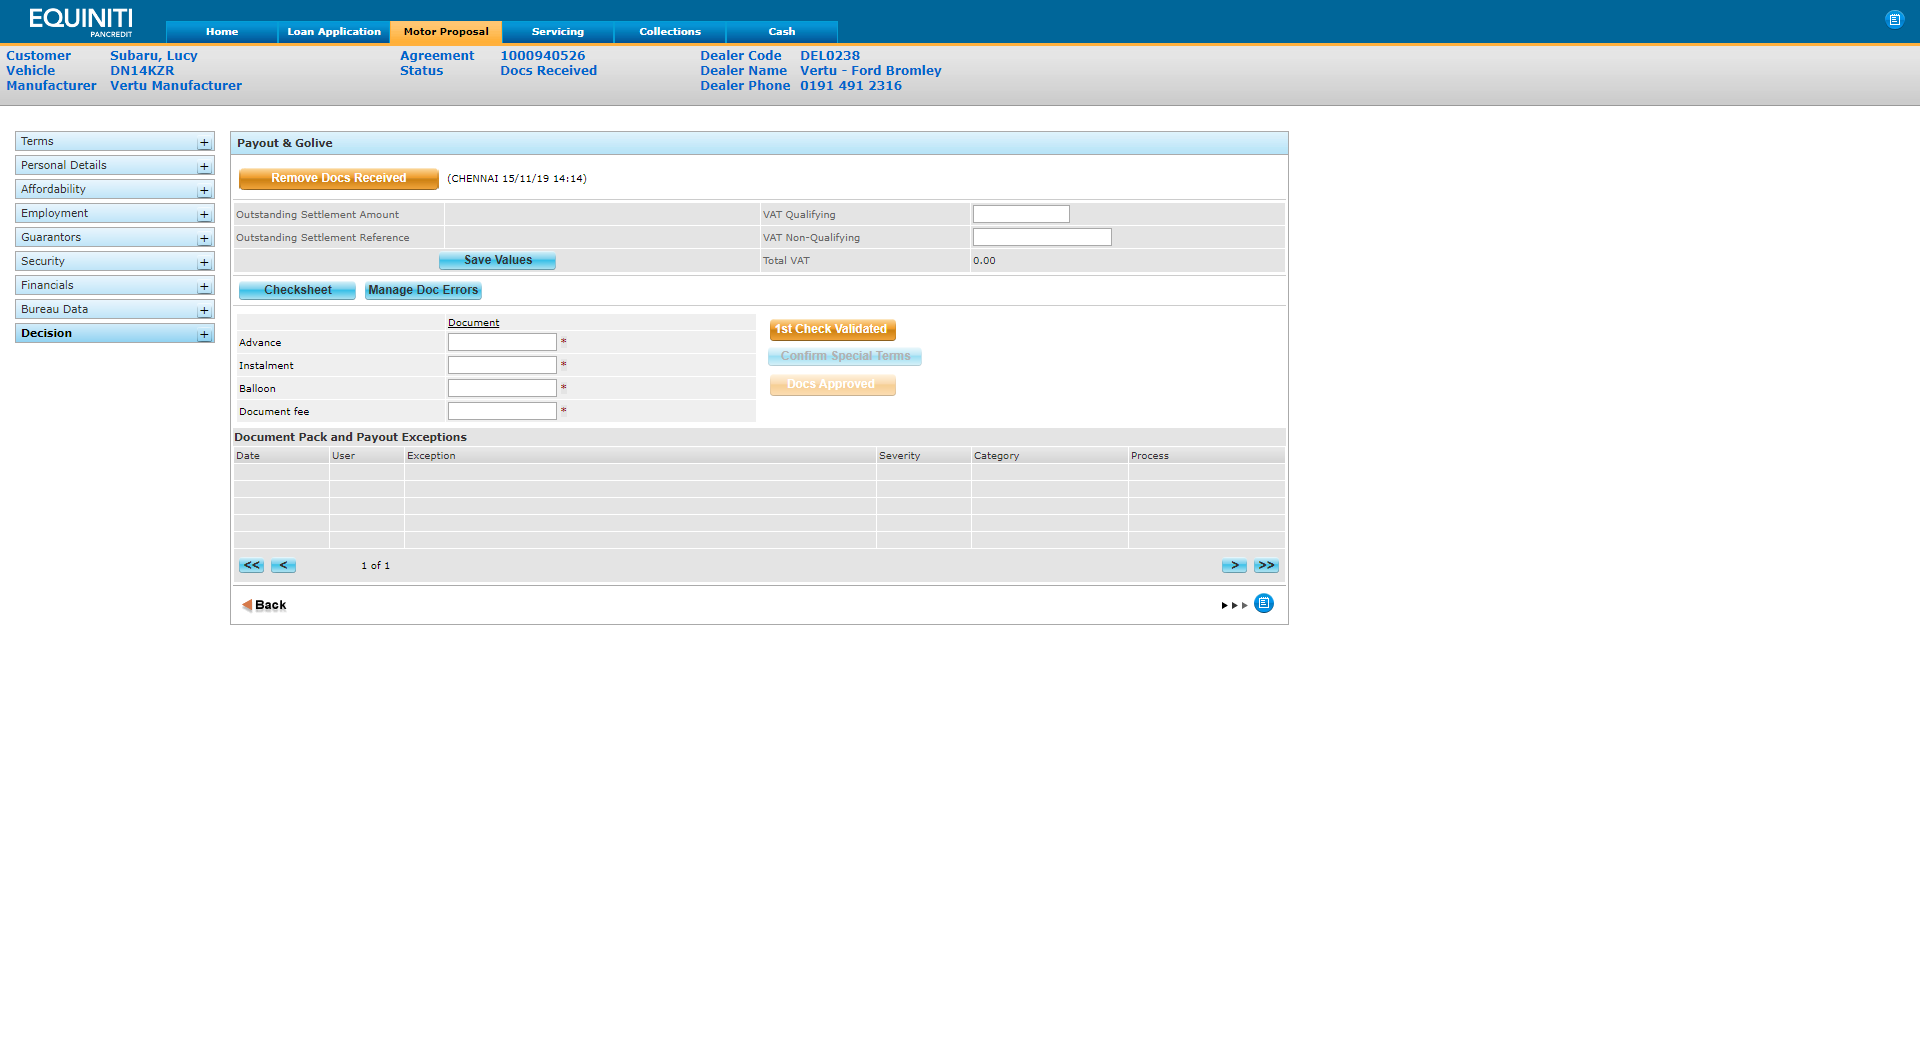 EQUINITI
PANCREDIT
Home Loan Application Motor Proposal Servicing Collections Cash
Customer Subaru, Lucy Agreement 1000940526 Dealer Code DEL0238
Vehicle DN14KZR Status Docs Received Dealer Name Vertu - Ford Bromley
Manufacturer Vertu Manufacturer Dealer Phone 0191 491 2316
Terms +
Personal Details +
Affordability +
Employment +
Guarantors +
Security +
Financials +
Bureau Data +
Decision +
Payout & Golive
Remove Docs Received (CHENNAI 15/11/19 14:14)
Outstanding Settlement Amount VAT Qualifying
Outstanding Settlement Reference VAT Non-Qualifying
Save Values Total VAT 0.00
Checksheet Manage Doc Errors
Document
Advance *
Instalment *
Balloon *
Document fee *
1st Check Validated
Confirm Special Terms
Docs Approved
Document Pack and Payout Exceptions
Date User Exception Severity Category Process
<< < 1 of 1 > >>
Back